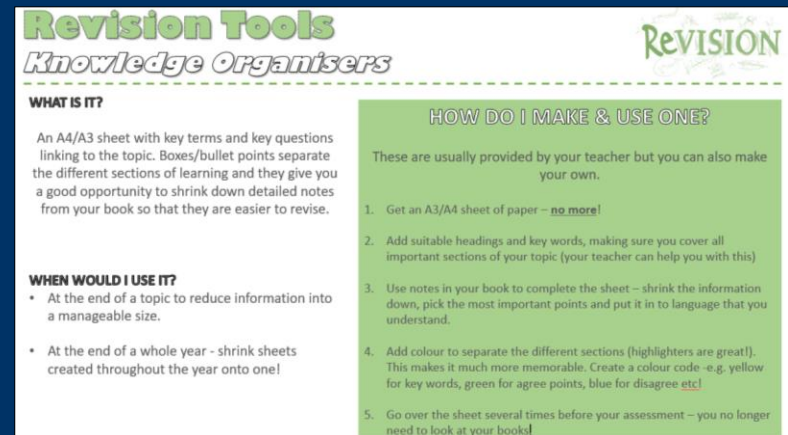 Revision Tools
Knowledge Organisers
ReVISION
WHAT IS IT?
An A4/A3 sheet with key terms and key questions
linking to the topic. Boxes/bullet points separate
the different sections of learning and they give you
a good opportunity to shrink down detailed notes
from your book so that they are easier to revise.
WHEN WOULD I USE IT?
• At the end of a topic to reduce information into
a manageable size.
• At the end of a whole year - shrink sheets
created throughout the year onto one!
HOW DO I MAKE & USE ONE?
These are usually provided by your teacher but you can also make
your own.
1. Get an A3/A4 sheet of paper – no more!
2. Add suitable headings and key words, making sure you cover all
important sections of your topic (your teacher can help you with this)
3. Use notes in your book to complete the sheet – shrink the information
down, pick the most important points and put it in to language that you
understand.
4. Add colour to separate the different sections (highlighters are great!).
This makes it much more memorable. Create a colour code -e.g. yellow
for key words, green for agree points, blue for disagree etc!
5. Go over the sheet several times before your assessment – you no longer
need to look at your books!